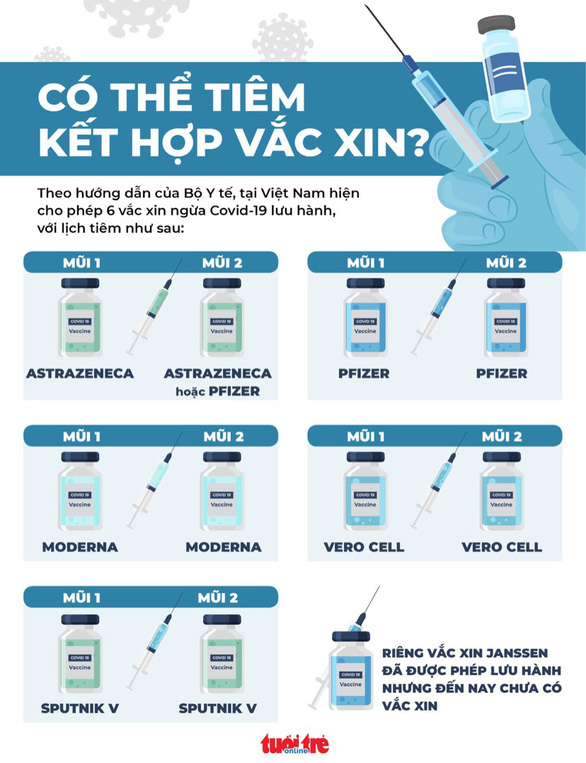 CÓ THỂ TIÊM
KẾT HỢP VẮC XIN?
Theo hướng dẫn của Bộ Y tế, tại Việt Nam hiện
cho phép 6 vắc xin ngừa Covid-19 lưu hành,
với lịch tiêm như sau:
MŨI 1
MŨI 2
COVID 19
Vaccine
COVID 19
Vaccine
ASTRAZENECA
ASTRAZENECA
hoặc PFIZER
MŨI 1
MŨI 2
COVID 19
Vaccine
COVID 19
Vaccine
PFIZER
PFIZER
MŨI 1
MŨI 2
COVID 19
Vaccine
COVID 19
Vaccine
MODERNA
MODERNA
MŨI 1
MŨI 2
COVID 19
Vaccine
COVID 19
Vaccine
VERO CELL
VERO CELL
MŨI 1
MŨI 2
COVID 19
Vaccine
COVID 19
Vaccine
SPUTNIK V
SPUTNIK V
COVID 19
Vaccine
RIÊNG VẮC XIN JANSSEN
ĐÃ ĐƯỢC PHÉP LƯU HÀNH
NHƯNG ĐẾN NAY CHƯA CÓ
VẮC XIN
tuổi trẻ
online